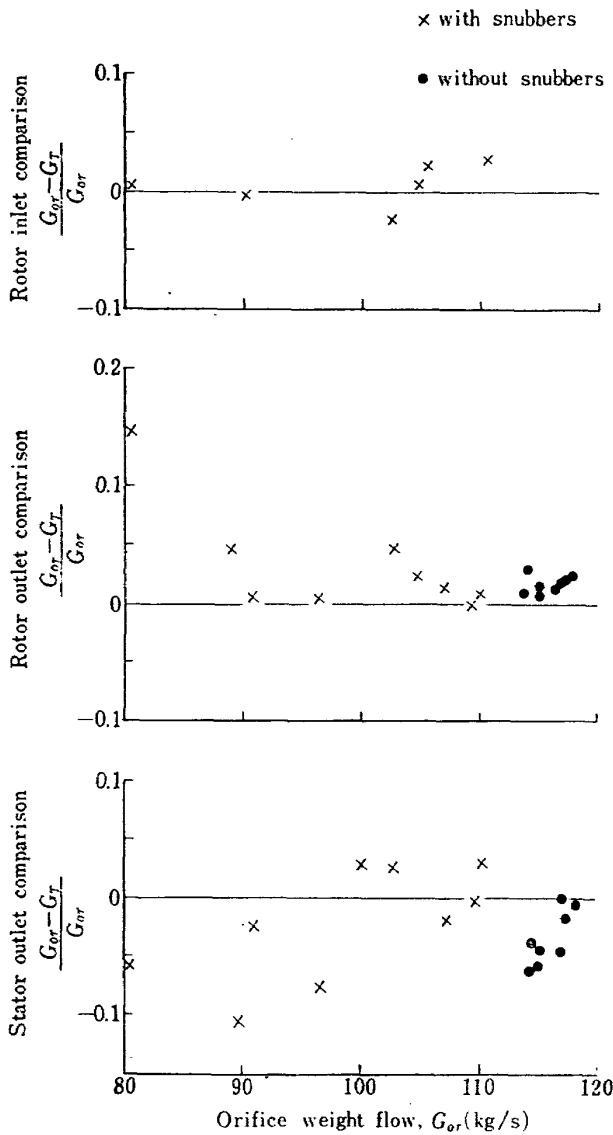 × with snubbers
● without snubbers
Rotor inlet comparison
G_or−G_T
G_or
0.1
0
−0.1
Rotor outlet comparison
G_or−G_T
G_or
0.2
0.1
0
−0.1
Stator outlet comparison
G_or−G_T
G_or
0.1
0
−0.1
80 90 100 110 120
Orifice weight flow, G_or(kg/s)